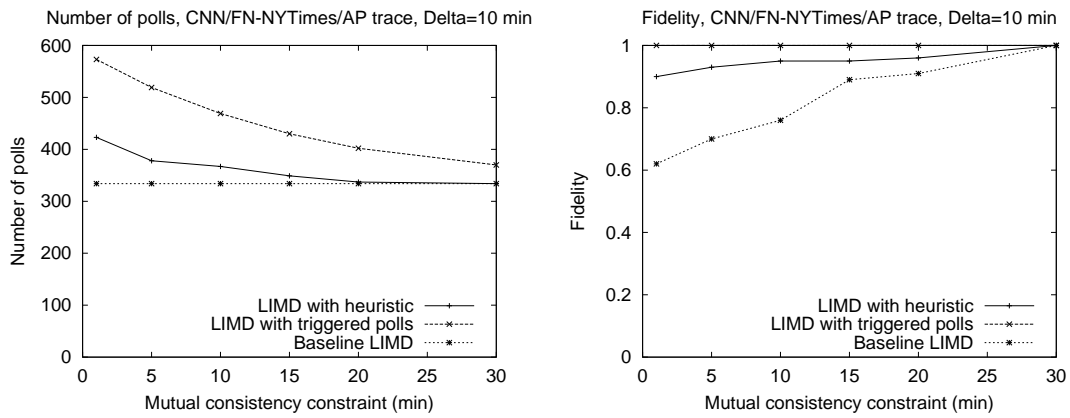 Number of polls, CNN/FN-NYTimes/AP trace, Delta=10 min
600
500
400
300
200
100
0
Number of polls
LIMD with heuristic
LIMD with triggered polls
Baseline LIMD
0 5 10 15 20 25 30
Mutual consistency constraint (min)
Fidelity, CNN/FN-NYTimes/AP trace, Delta=10 min
1
0.8
0.6
0.4
0.2
0
Fidelity
LIMD with heuristic
LIMD with triggered polls
Baseline LIMD
0 5 10 15 20 25 30
Mutual consistency constraint (min)